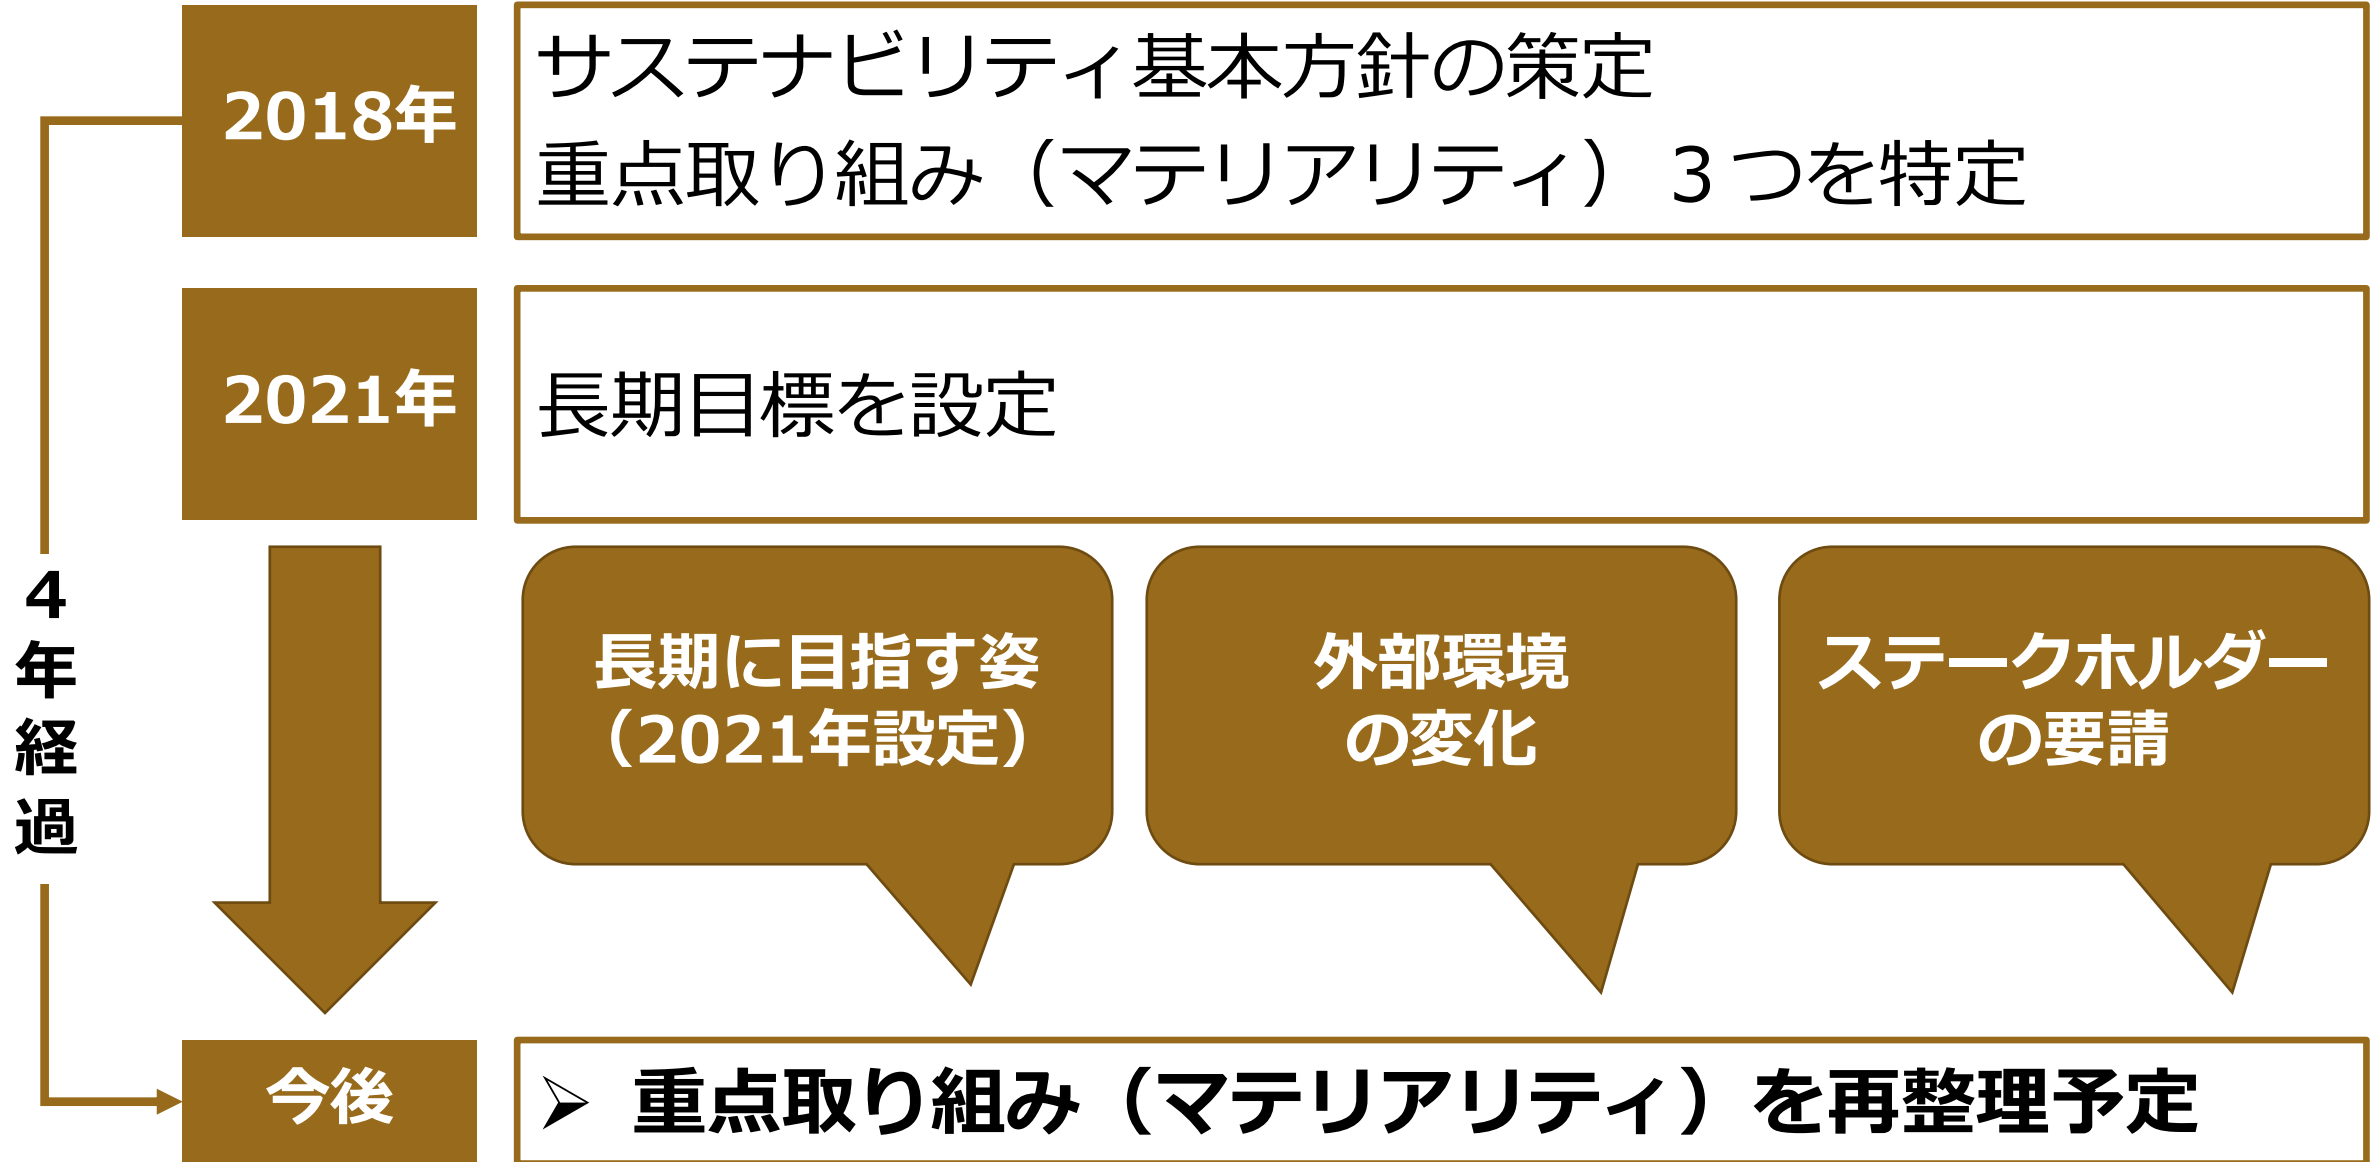 2018年
サステナビリティ基本方針の策定
重点取り組み（マテリアリティ）３つを特定
2021年
長期目標を設定
４年経過
長期に目指す姿
（2021年設定）
外部環境
の変化
ステークホルダー
の要請
今後
➢ 重点取り組み（マテリアリティ）を再整理予定